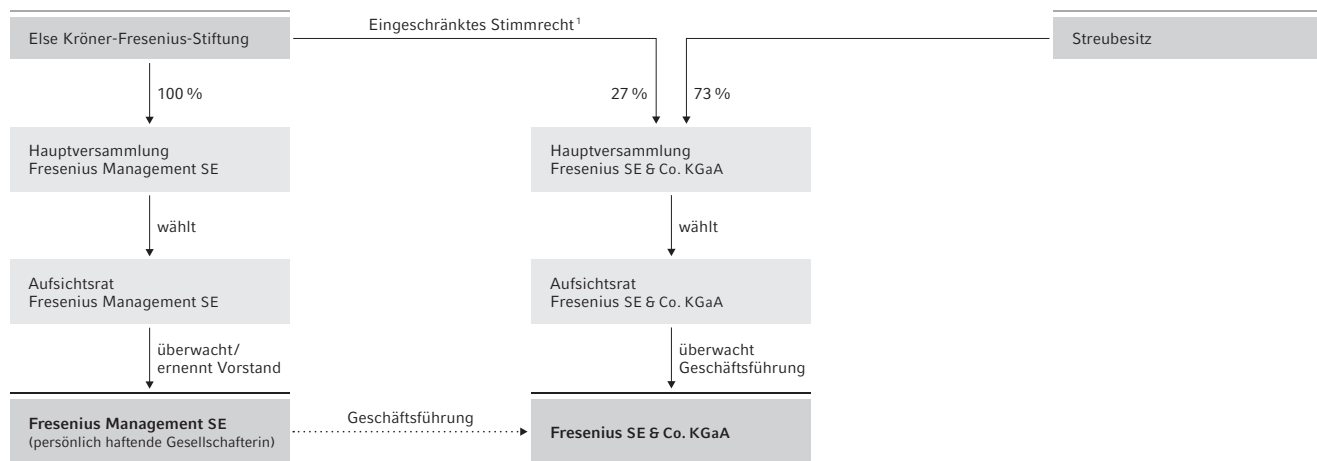 Else Kröner-Fresenius-Stiftung
Eingeschränktes Stimmrecht¹
Streubesitz
100 %
27 %
73 %
Hauptversammlung
Fresenius Management SE
Hauptversammlung
Fresenius SE & Co. KGaA
wählt
wählt
Aufsichtsrat
Fresenius Management SE
Aufsichtsrat
Fresenius SE & Co. KGaA
überwacht/
ernennt Vorstand
überwacht
Geschäftsführung
Fresenius Management SE
(persönlich haftende Gesellschafterin)
Geschäftsführung
Fresenius SE & Co. KGaA